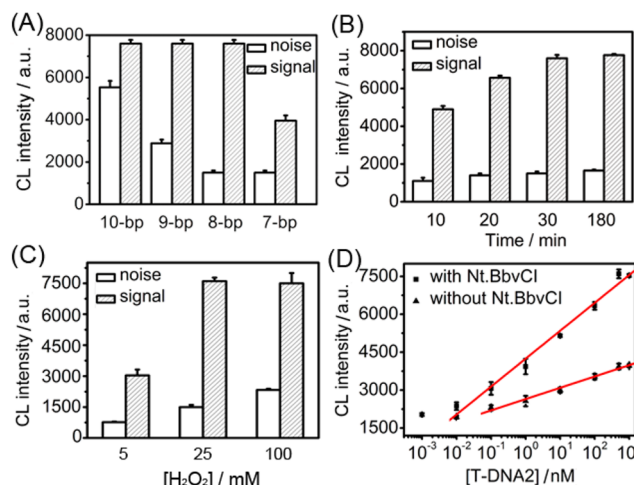 (A)
CL intensity / a.u.
8000
6000
4000
2000
0
noise
signal
10-bp 9-bp 8-bp 7-bp
(B)
CL intensity / a.u.
8000
6000
4000
2000
0
noise
signal
10 20 30 180
Time / min
(C)
CL intensity / a.u.
7500
6000
4500
3000
1500
0
noise
signal
5 25 100
[H₂O₂] / mM
(D)
CL intensity / a.u.
7500
6000
4500
3000
1500
with Nt.BbvCI
without Nt.BbvCI
10⁻³ 10⁻² 10⁻¹ 10⁰ 10¹ 10² 10³
[T-DNA2] /nM